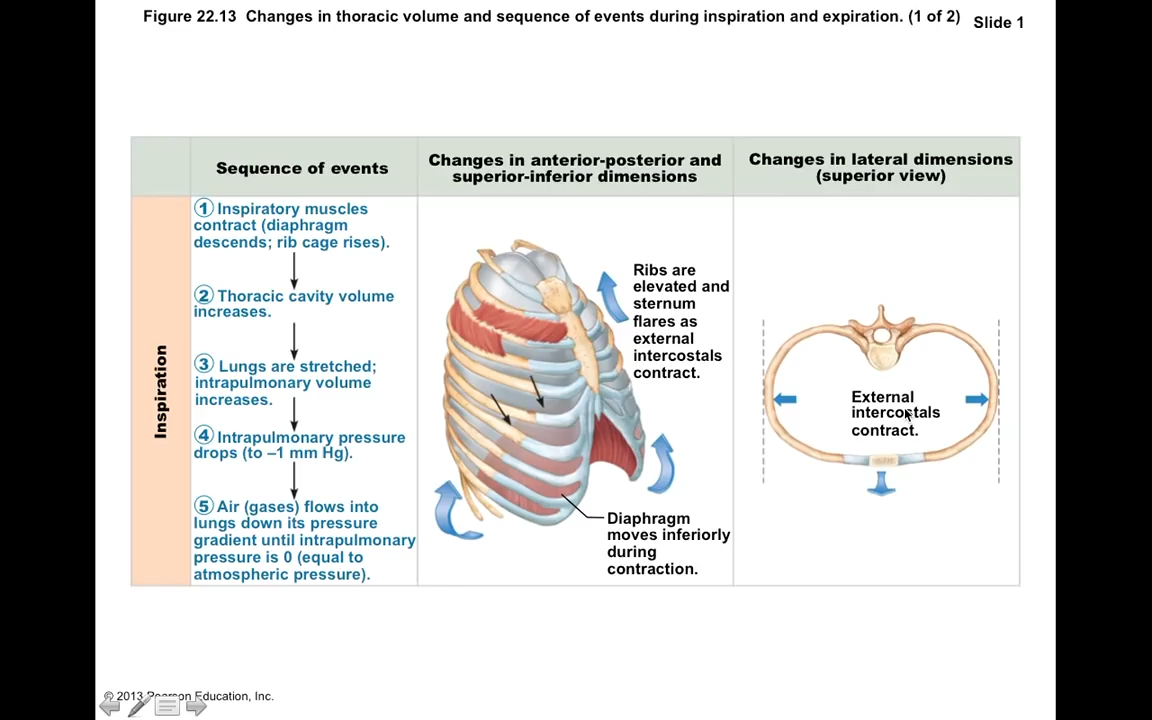 Figure 22.13 Changes in thoracic volume and sequence of events during inspiration and expiration. (1 of 2)
Slide 1
Sequence of events
Changes in anterior-posterior and
superior-inferior dimensions
Changes in lateral dimensions
(superior view)
Inspiration
1 Inspiratory muscles
contract (diaphragm
descends; rib cage rises).
2 Thoracic cavity volume
increases.
3 Lungs are stretched;
intrapulmonary volume
increases.
4 Intrapulmonary pressure
drops (to –1 mm Hg).
5 Air (gases) flows into
lungs down its pressure
gradient until intrapulmonary
pressure is 0 (equal to
atmospheric pressure).
Ribs are
elevated and
sternum
flares as
external
intercostals
contract.
Diaphragm
moves inferiorly
during
contraction.
External
intercostals
contract.
© 2013 Pearson Education, Inc.